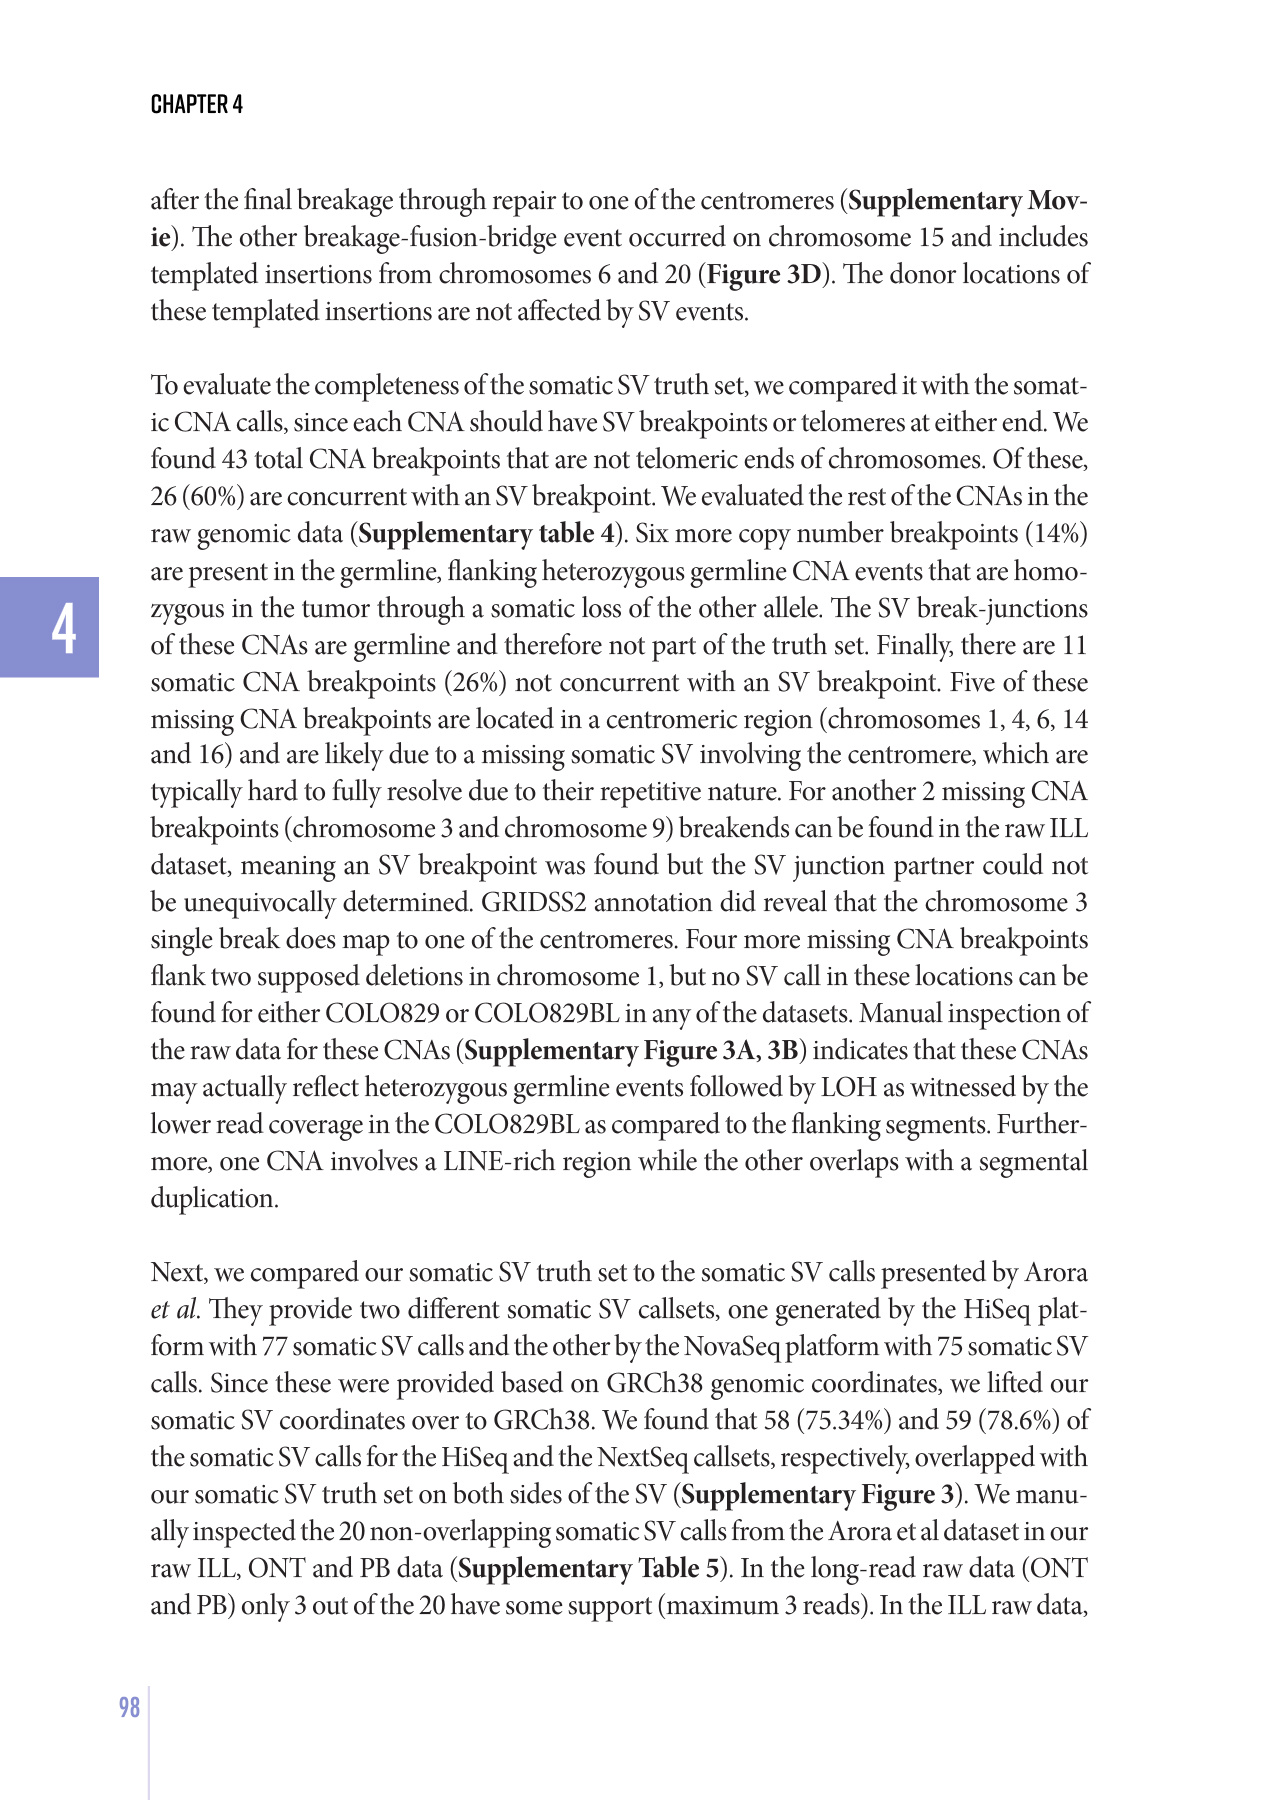 CHAPTER 4
after the final breakage through repair to one of the centromeres (Supplementary Mov-
ie). The other breakage-fusion-bridge event occurred on chromosome 15 and includes
templated insertions from chromosomes 6 and 20 (Figure 3D). The donor locations of
these templated insertions are not affected by SV events.
To evaluate the completeness of the somatic SV truth set, we compared it with the somat-
ic CNA calls, since each CNA should have SV breakpoints or telomeres at either end. We
found 43 total CNA breakpoints that are not telomeric ends of chromosomes. Of these,
26 (60%) are concurrent with an SV breakpoint. We evaluated the rest of the CNAs in the
raw genomic data (Supplementary table 4). Six more copy number breakpoints (14%)
are present in the germline, flanking heterozygous germline CNA events that are homo-
zygous in the tumor through a somatic loss of the other allele. The SV break-junctions
of these CNAs are germline and therefore not part of the truth set. Finally, there are 11
somatic CNA breakpoints (26%) not concurrent with an SV breakpoint. Five of these
missing CNA breakpoints are located in a centromeric region (chromosomes 1, 4, 6, 14
and 16) and are likely due to a missing somatic SV involving the centromere, which are
typically hard to fully resolve due to their repetitive nature. For another 2 missing CNA
breakpoints (chromosome 3 and chromosome 9) breakends can be found in the raw ILL
dataset, meaning an SV breakpoint was found but the SV junction partner could not
be unequivocally determined. GRIDSS2 annotation did reveal that the chromosome 3
single break does map to one of the centromeres. Four more missing CNA breakpoints
flank two supposed deletions in chromosome 1, but no SV call in these locations can be
found for either COLO829 or COLO829BL in any of the datasets. Manual inspection of
the raw data for these CNAs (Supplementary Figure 3A, 3B) indicates that these CNAs
may actually reflect heterozygous germline events followed by LOH as witnessed by the
lower read coverage in the COLO829BL as compared to the flanking segments. Further-
more, one CNA involves a LINE-rich region while the other overlaps with a segmental
duplication.
Next, we compared our somatic SV truth set to the somatic SV calls presented by Arora
et al. They provide two different somatic SV callsets, one generated by the HiSeq plat-
form with 77 somatic SV calls and the other by the NovaSeq platform with 75 somatic SV
calls. Since these were provided based on GRCh38 genomic coordinates, we lifted our
somatic SV coordinates over to GRCh38. We found that 58 (75.34%) and 59 (78.6%) of
the somatic SV calls for the HiSeq and the NextSeq callsets, respectively, overlapped with
our somatic SV truth set on both sides of the SV (Supplementary Figure 3). We manu-
ally inspected the 20 non-overlapping somatic SV calls from the Arora et al dataset in our
raw ILL, ONT and PB data (Supplementary Table 5). In the long-read raw data (ONT
and PB) only 3 out of the 20 have some support (maximum 3 reads). In the ILL raw data,
4
98